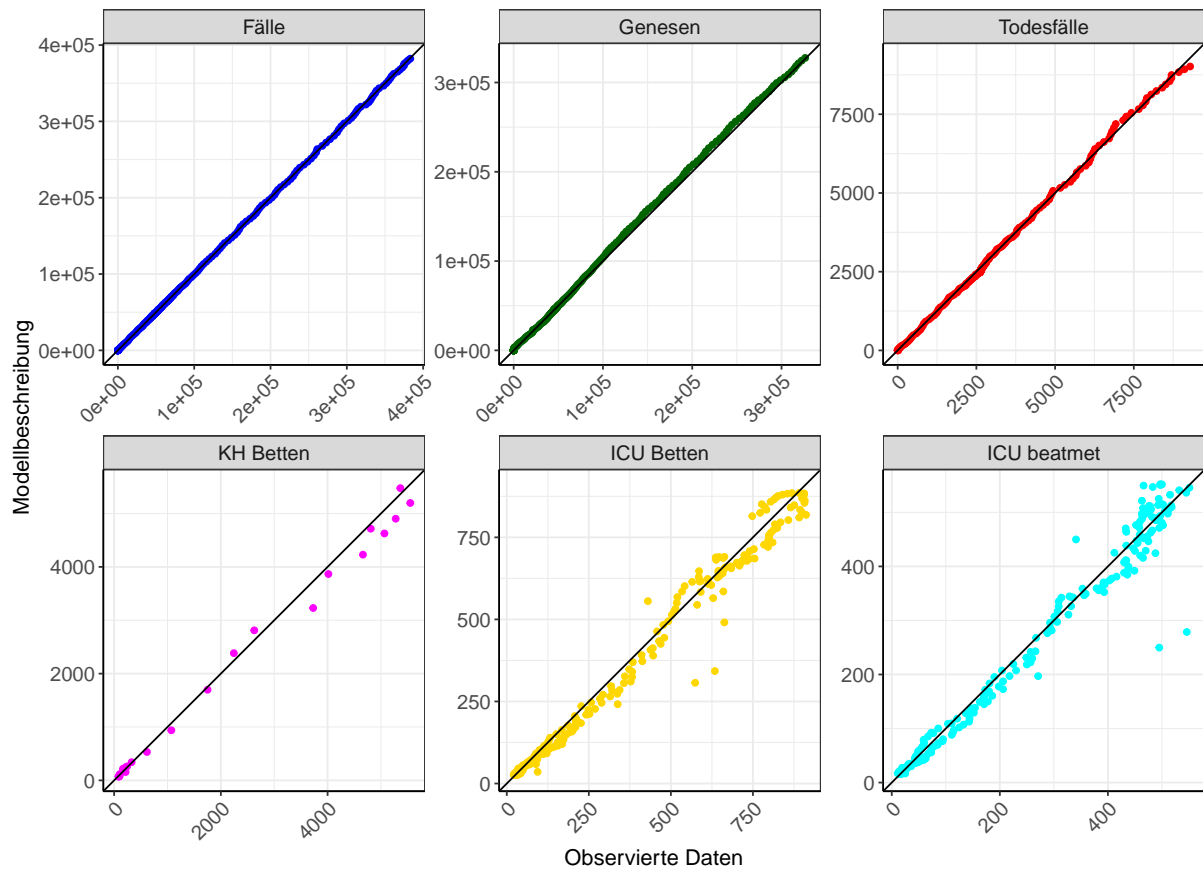 Fälle
Genesen
Todesfälle
4e+05
3e+05
2e+05
1e+05
0e+00
3e+05
2e+05
1e+05
0e+00
7500
5000
2500
0
0e+00
1e+05
2e+05
3e+05
4e+05
0e+00
1e+05
2e+05
3e+05
0
2500
5000
7500
Modellbeschreibung
KH Betten
ICU Betten
ICU beatmet
4000
2000
0
750
500
250
0
400
200
0
0
2000
4000
0
250
500
750
0
200
400
Observierte Daten